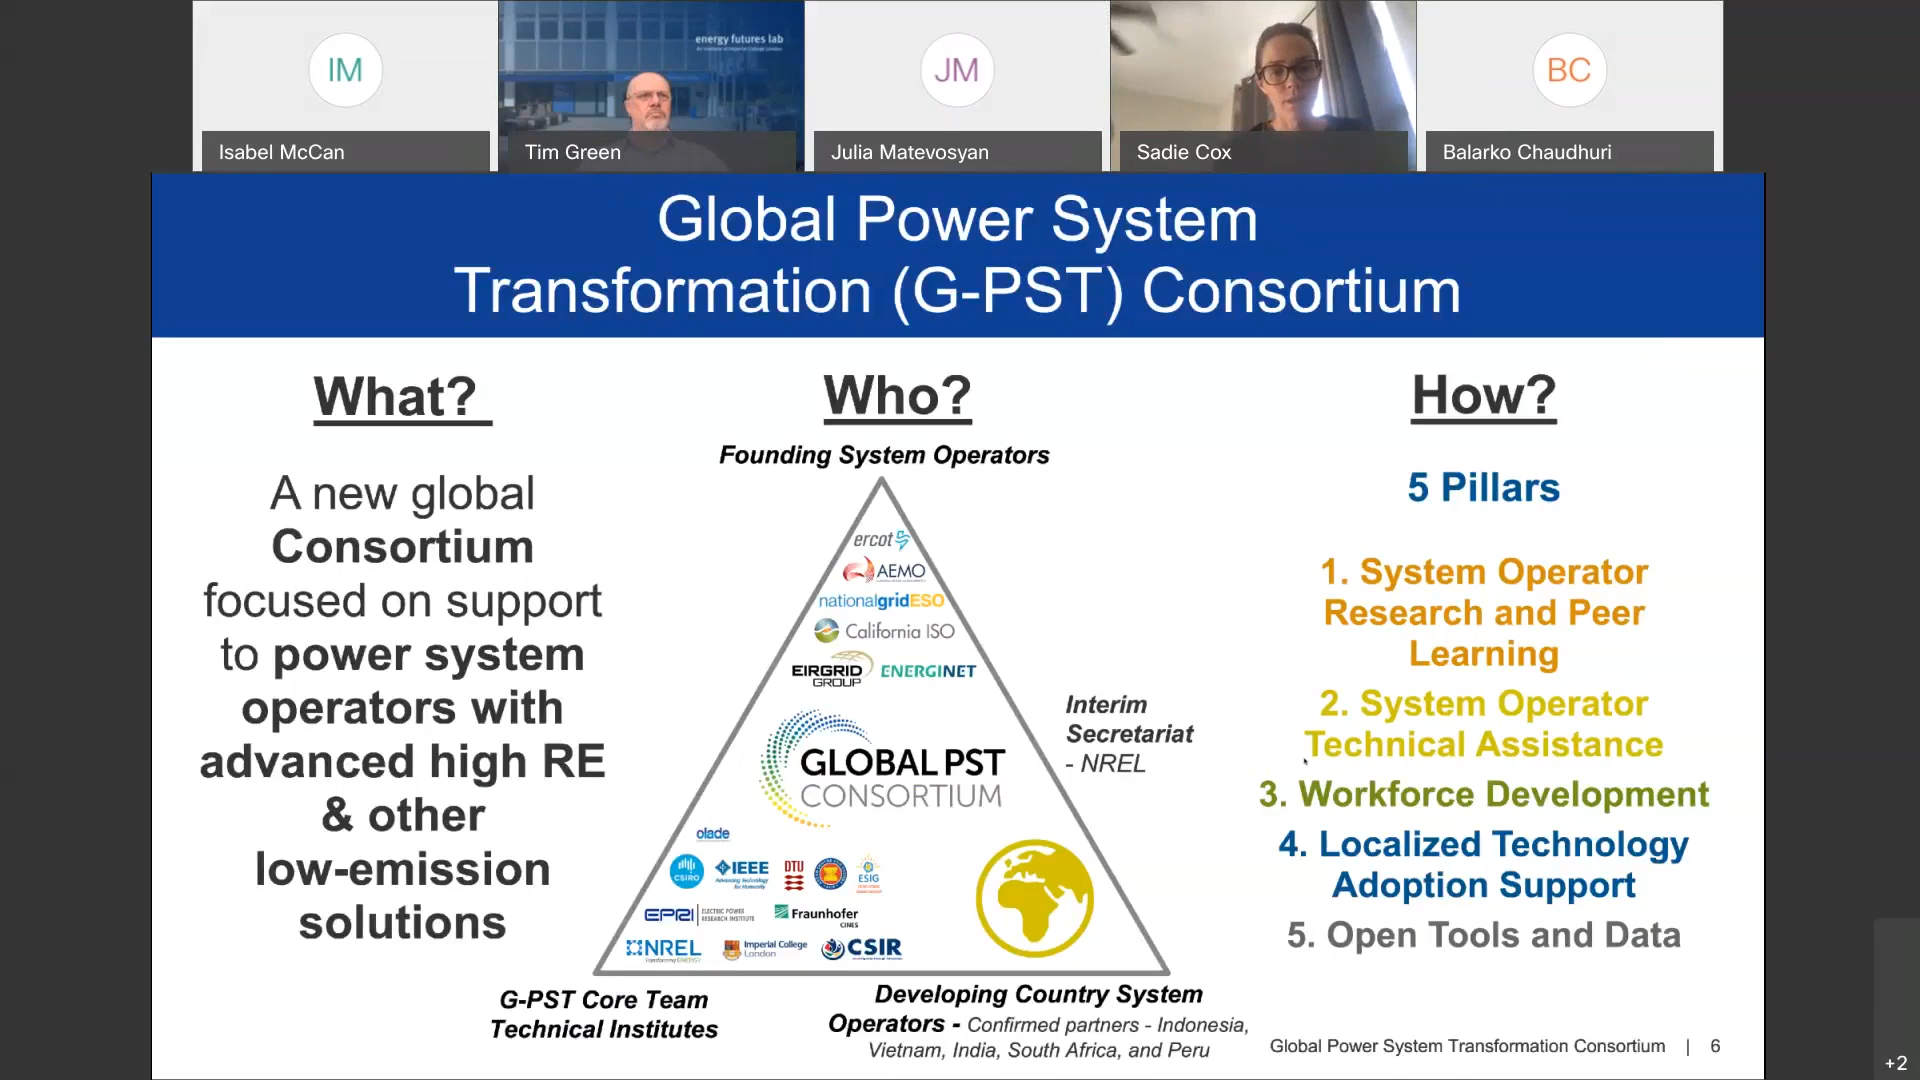 IM
energy futures lab
JM
BC
Isabel McCan
Tim Green
Julia Matevosyan
Sadie Cox
Balarko Chaudhuri
Global Power System
Transformation (G-PST) Consortium
What?
A new global
Consortium
focused on support
to power system
operators with
advanced high RE
& other
low-emission
solutions
Who?
Founding System Operators
ercot
AEMO
nationalgridESO
California ISO
EIRGRID
GROUP
ENERGINET
GLOBAL PST
CONSORTIUM
Interim
Secretariat
- NREL
olade
CSIRO
IEEE
Advancing Technology
for Humanity
DTU
ESIG
EPRI
ELECTRIC POWER
RESEARCH INSTITUTE
Fraunhofer
CINES
NREL
Transforming ENERGY
Imperial College
London
CSIR
G-PST Core Team
Technical Institutes
Developing Country System
Operators - Confirmed partners - Indonesia,
Vietnam, India, South Africa, and Peru
How?
5 Pillars
1. System Operator
Research and Peer
Learning
2. System Operator
Technical Assistance
3. Workforce Development
4. Localized Technology
Adoption Support
5. Open Tools and Data
Global Power System Transformation Consortium | 6
+2